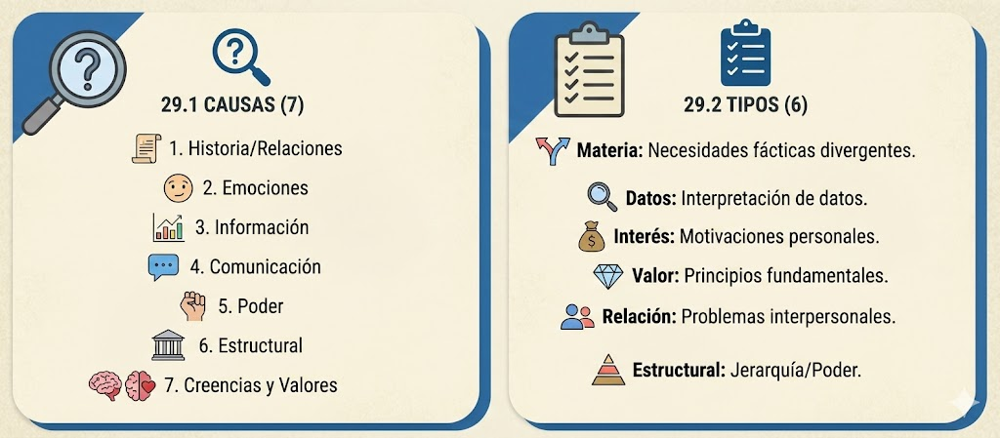 29.1 CAUSAS (7)
1. Historia/Relaciones
2. Emociones
3. Información
4. Comunicación
5. Poder
6. Estructural
7. Creencias y Valores
29.2 TIPOS (6)
Materia: Necesidades fácticas divergentes.
Datos: Interpretación de datos.
Interés: Motivaciones personales.
Valor: Principios fundamentales.
Relación: Problemas interpersonales.
Estructural: Jerarquía/Poder.